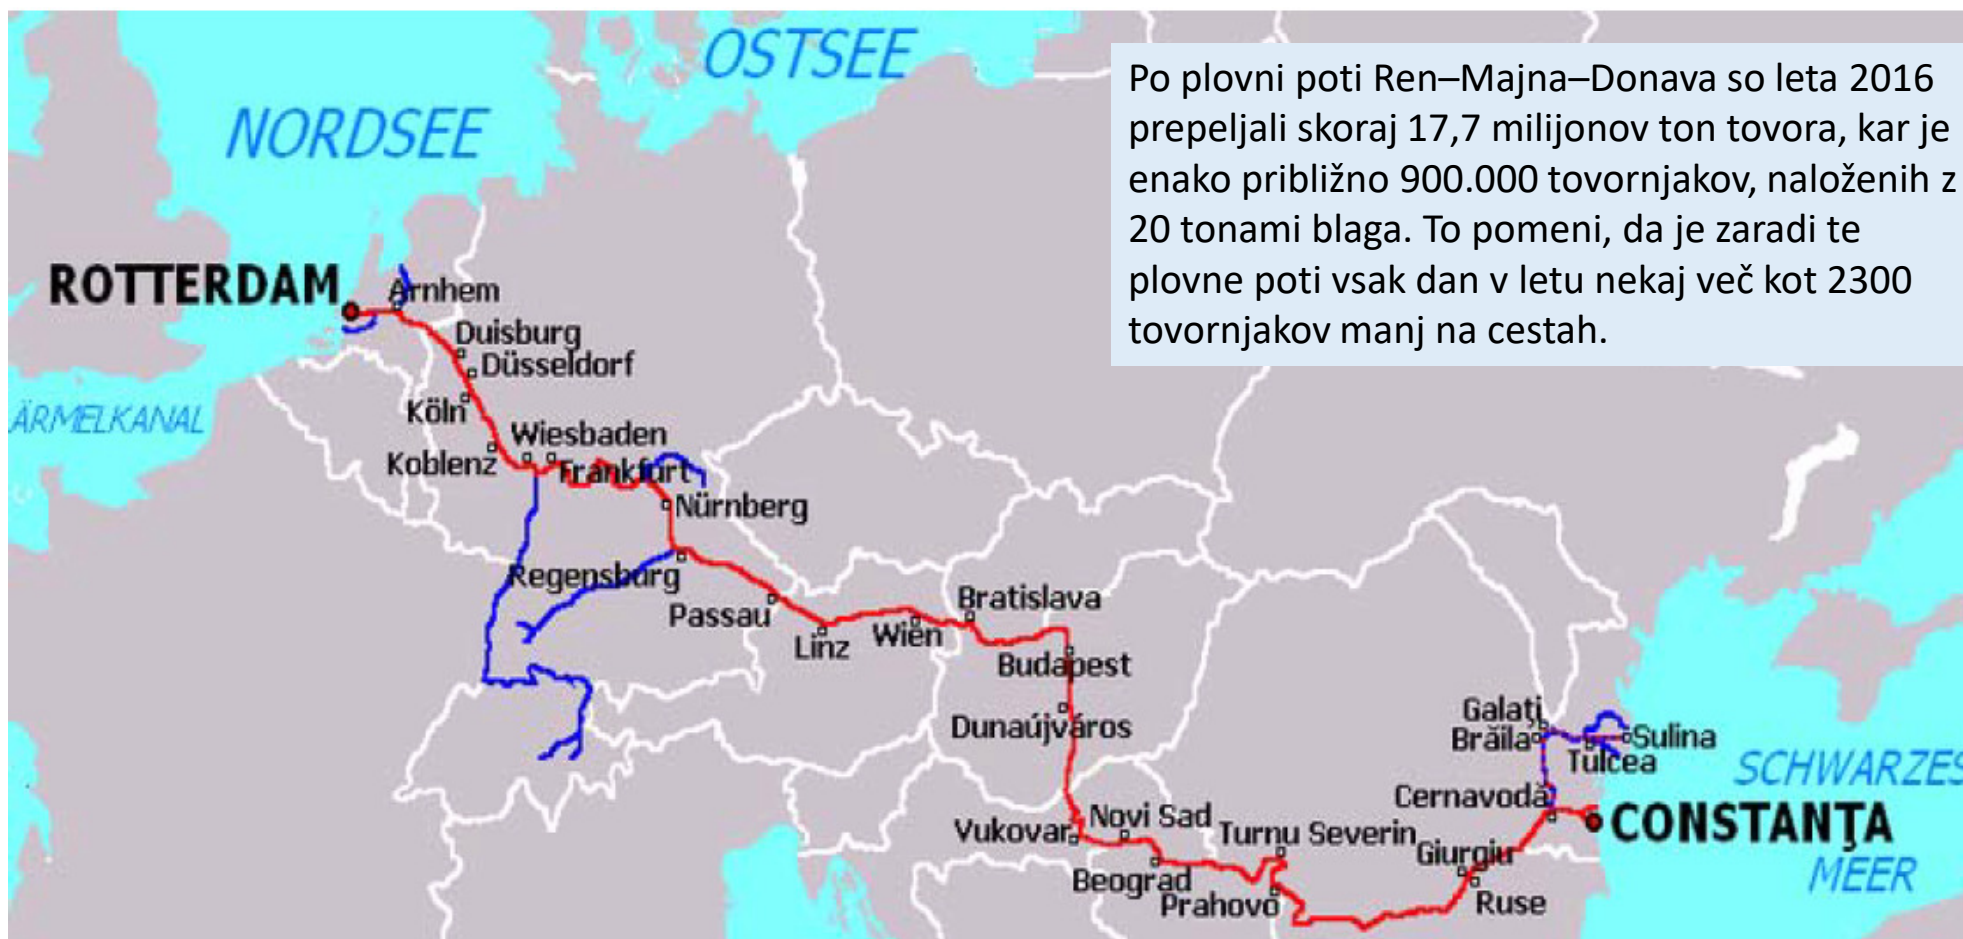 OSTSEE
NORDSEE
Po plovni poti Ren–Majna–Donava so leta 2016
prepeljali skoraj 17,7 milijonov ton tovora, kar je
enako približno 900.000 tovornjakov, naloženih z
20 tonami blaga. To pomeni, da je zaradi te
plovne poti vsak dan v letu nekaj več kot 2300
tovornjakov manj na cestah.
ROTTERDAM
Arnhem
Duisburg
Düsseldorf
ÄRMELKANAL
Köln
Wiesbaden
Koblenz
Frankfurt
Nürnberg
Regensburg
Passau
Linz
Wien
Bratislava
Budapest
Dunaújváros
Galați
Brăila
Sulina
Tulcea
SCHWARZES
Cernavodă
CONSTANŢA
Vukovar
Novi Sad
Turnu Severin
Giurgiu
Beograd
Prahovo
Ruse
MEER